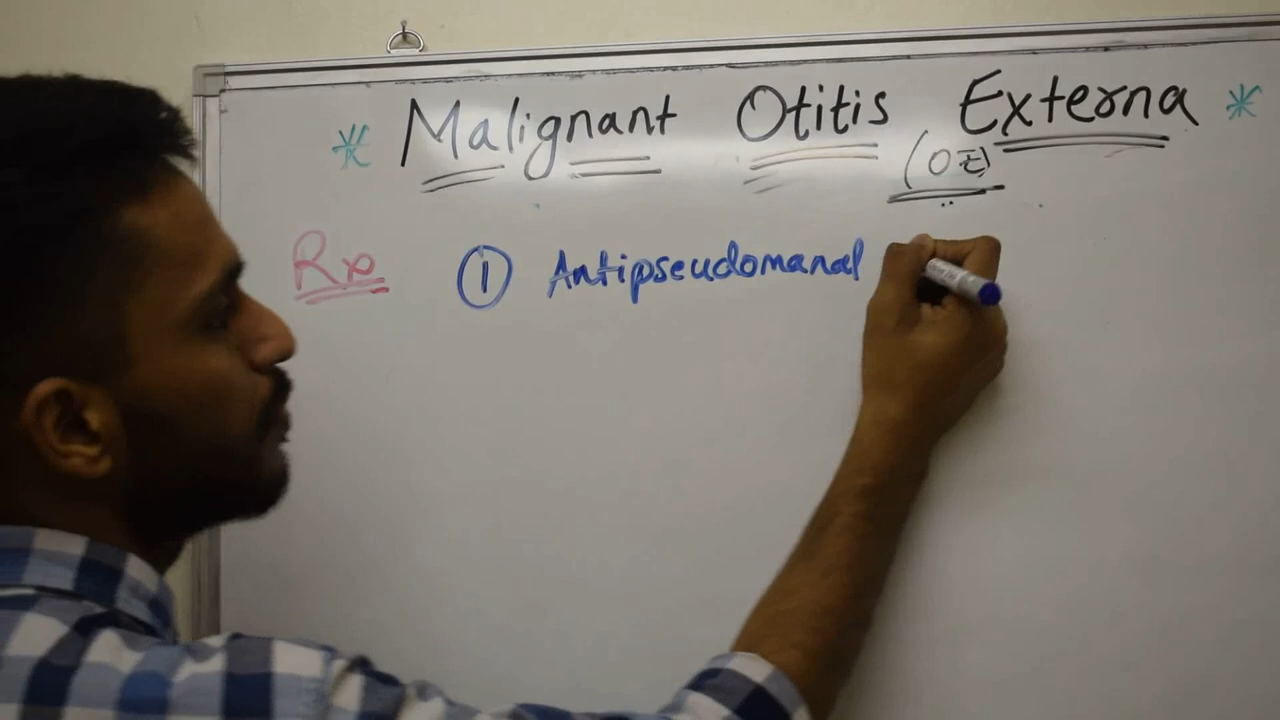 * Malignant Otitis Externa *
(OE)
Rx ① Antipseudomanal